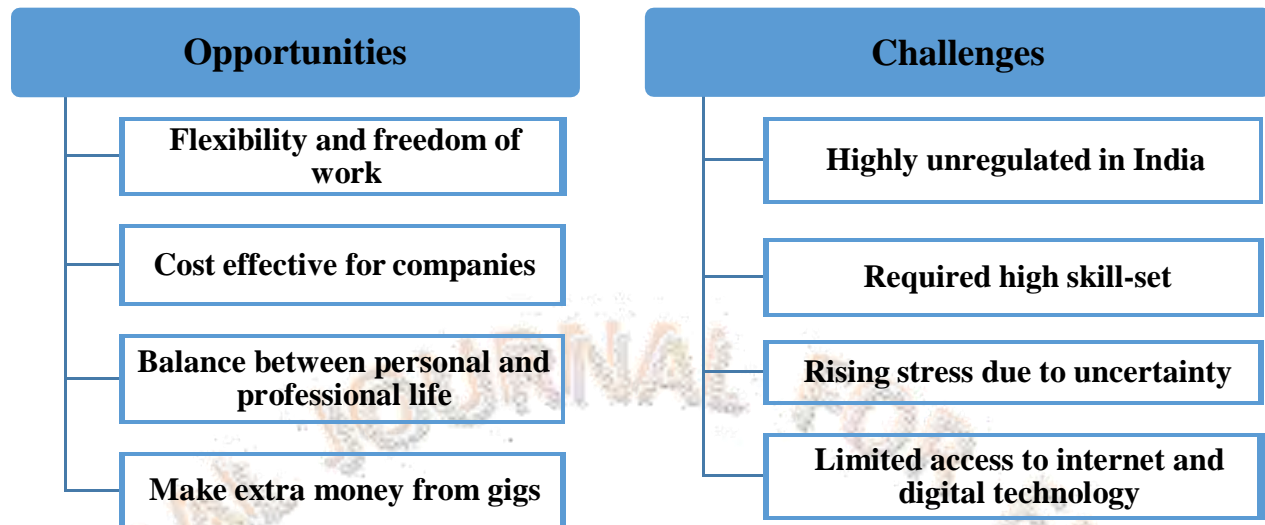 Opportunities
Flexibility and freedom of
work
Cost effective for companies
Balance between personal and
professional life
Make extra money from gigs
Challenges
Highly unregulated in India
Required high skill-set
Rising stress due to uncertainty
Limited access to internet and
digital technology
JOURNAL FOR